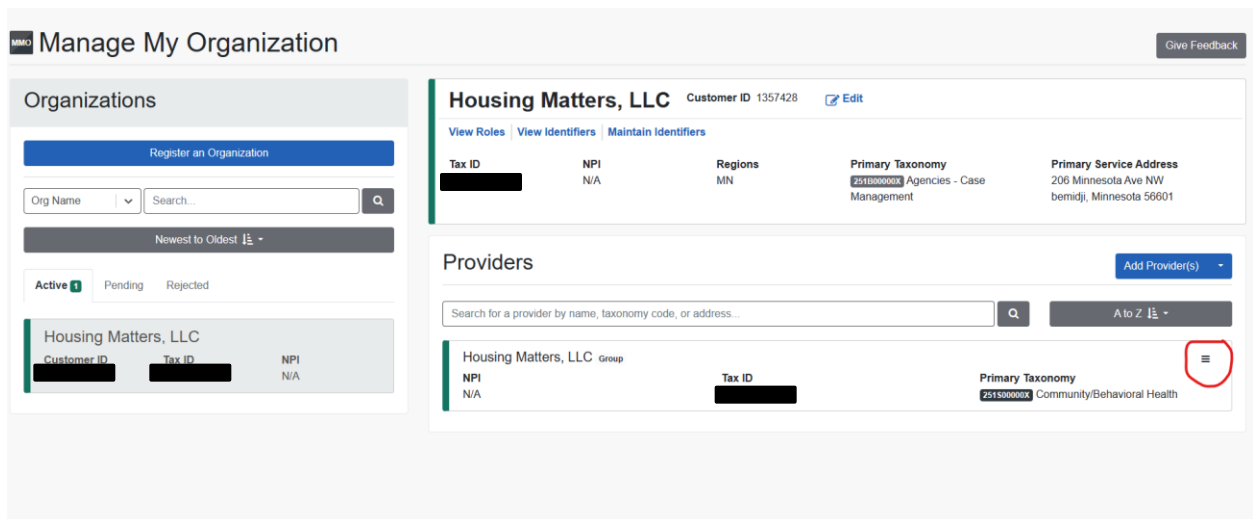 MMO Manage My Organization
Give Feedback
Organizations
Register an Organization
Org Name
Search...
Newest to Oldest
Active 1 Pending Rejected
Housing Matters, LLC
Customer ID Tax ID NPI
N/A
Housing Matters, LLC Customer ID 1357428 Edit
View Roles View Identifiers Maintain Identifiers
Tax ID NPI Regions Primary Taxonomy Primary Service Address
N/A MN 251B00000X Agencies - Case 206 Minnesota Ave NW
Management bemidji, Minnesota 56601
Providers
Add Provider(s)
Search for a provider by name, taxonomy code, or address...
A to Z
Housing Matters, LLC Group
NPI Tax ID Primary Taxonomy
N/A 251S00000X Community/Behavioral Health